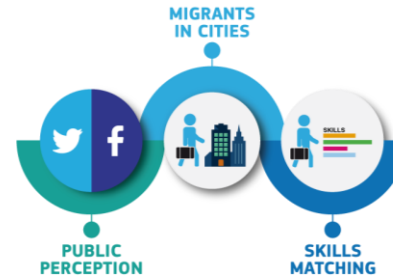 MIGRANTS
IN CITIES
SKILLS
PUBLIC
PERCEPTION
SKILLS
MATCHING